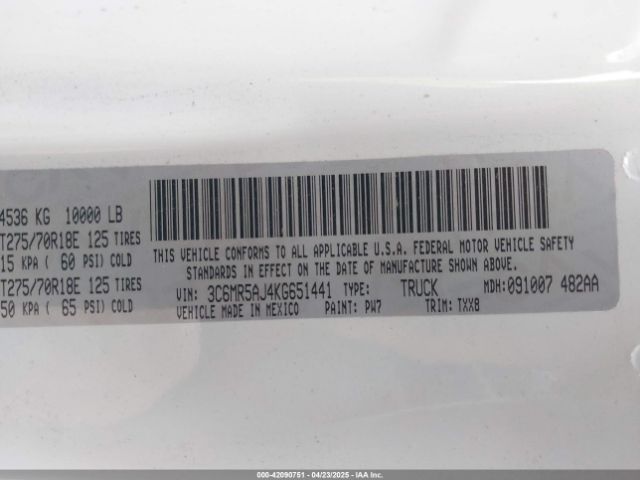 4536 KG 10000 LB
T275/70R18E 125 TIRES
15 KPA ( 60 PSI) COLD
T275/70R18E 125 TIRES
50 KPA ( 65 PSI) COLD
THIS VEHICLE CONFORMS TO ALL APPLICABLE U.S.A. FEDERAL MOTOR VEHICLE SAFETY
STANDARDS IN EFFECT ON THE DATE OF MANUFACTURE SHOWN ABOVE.
VIN: 3C6MR5AJ4KG651441 TYPE: TRUCK MDH: 091007 482AA
VEHICLE MADE IN MEXICO PAINT: PW7 TRIM: TXX8
000-42090751 - 04/23/2025 - IAA Inc.